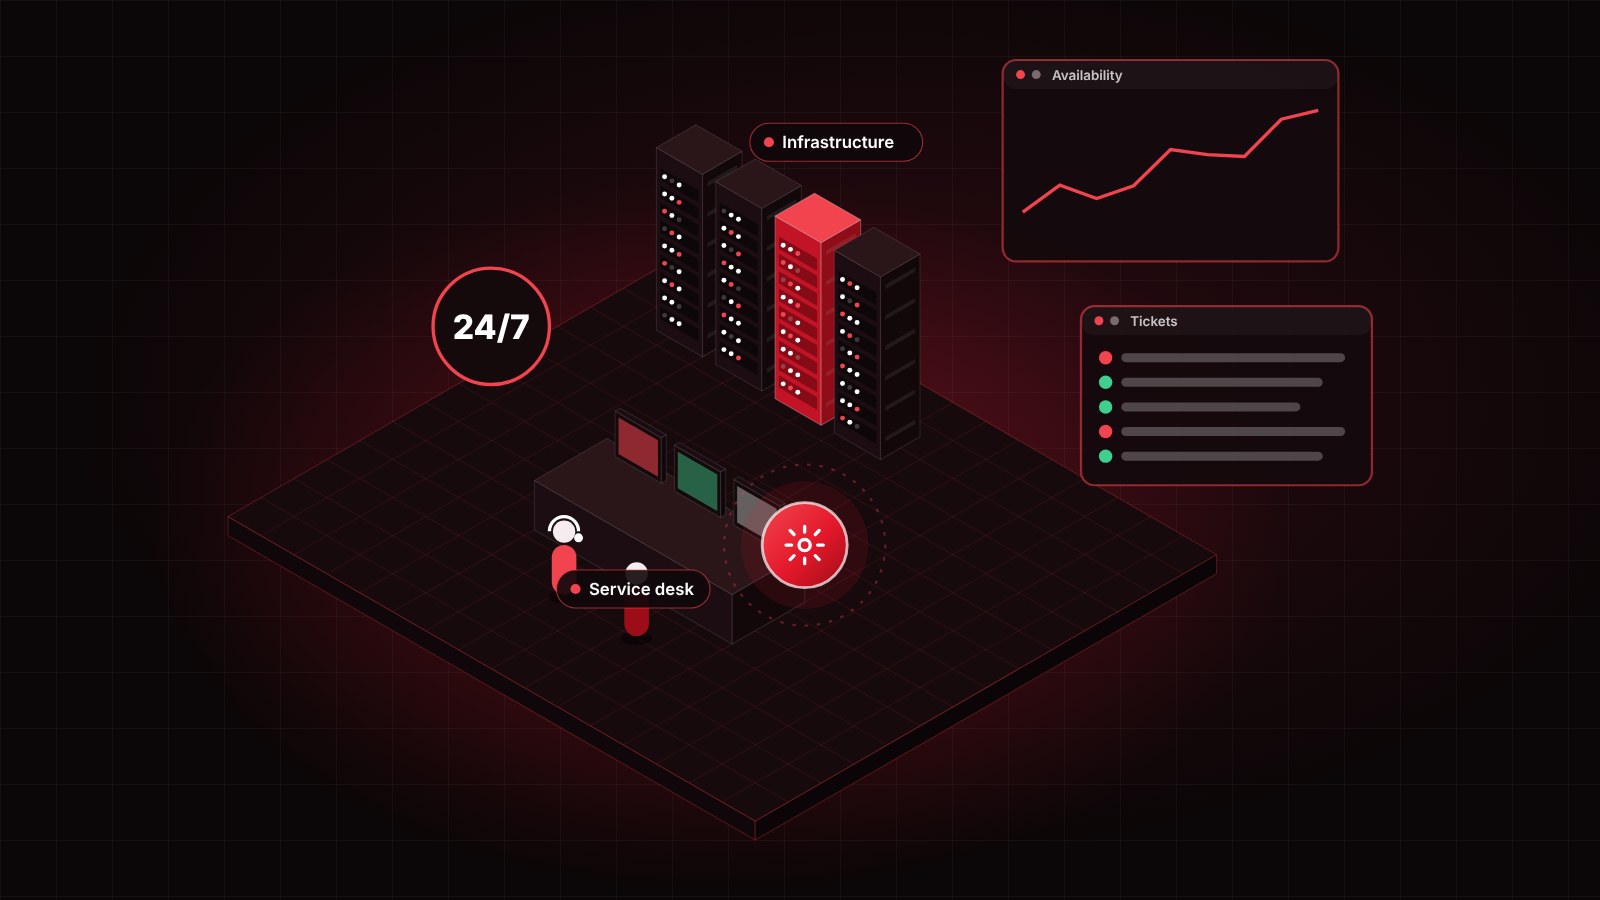 Availability
Infrastructure
24/7
Tickets
Service desk